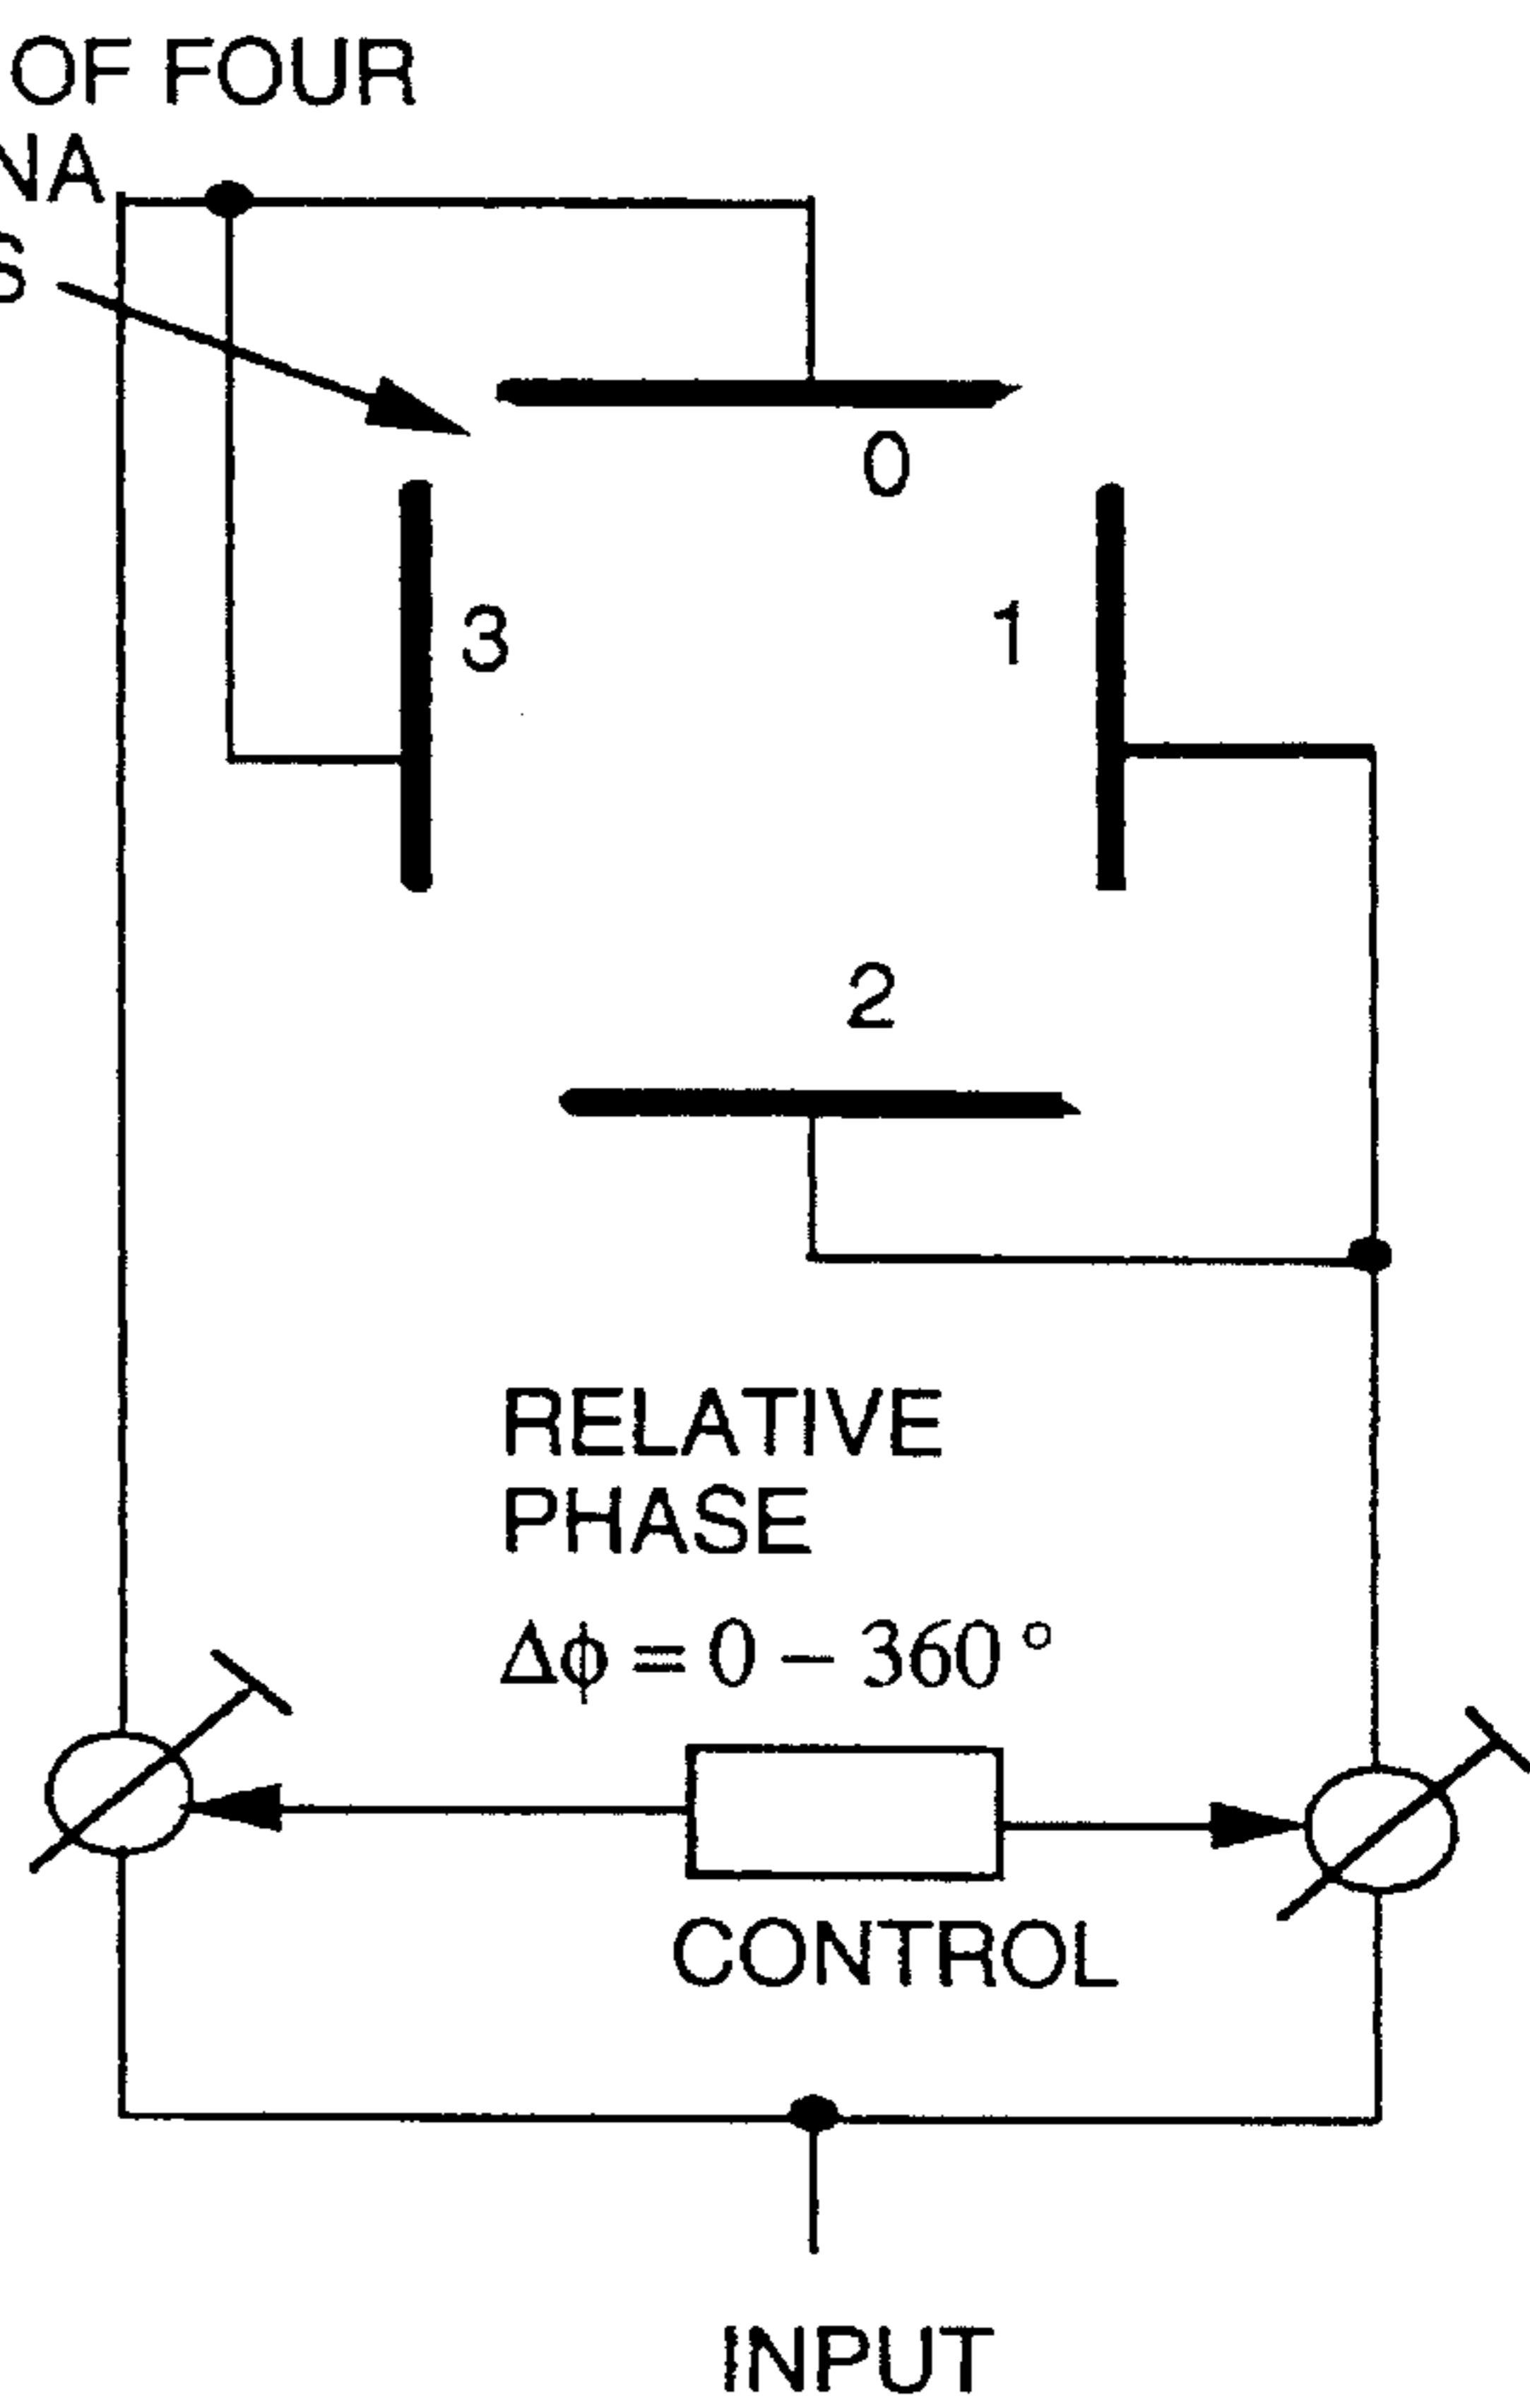 OF FOUR
NA
S
0
3
1
2
RELATIVE
PHASE
Δϕ = 0 – 360°
CONTROL
INPUT